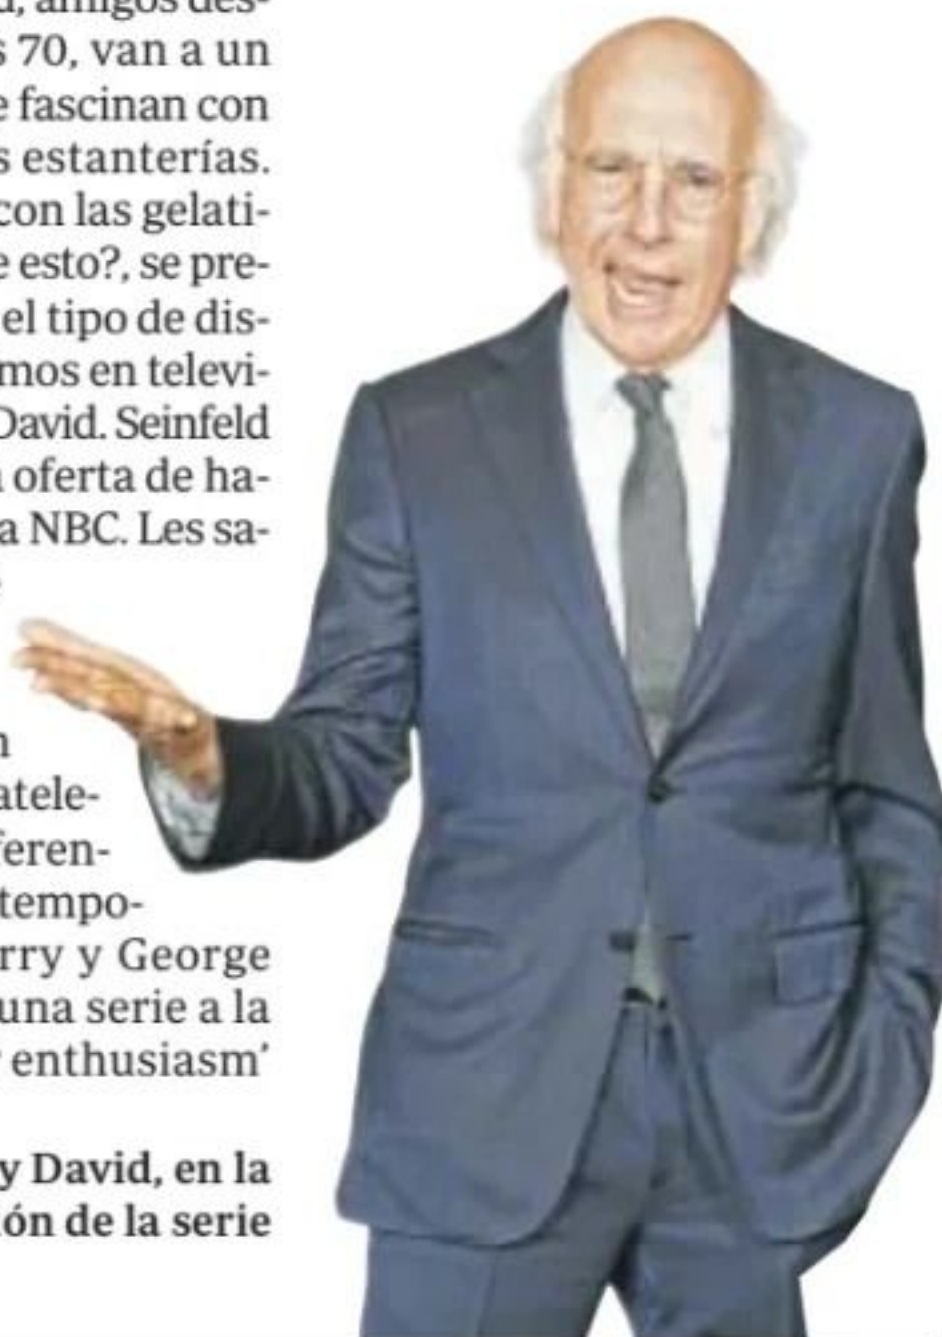 amigos des-
s 70, van a un
e fascinan con
s estanterías.
con las gelati-
e esto?, se pre-
el tipo de dis-
mos en televi-
David. Seinfeld
oferta de ha-
a NBC. Les sa-
atele-
feren-
tempo-
rry y George
una serie a la
enthusiasm’
y David, en la
ón de la serie